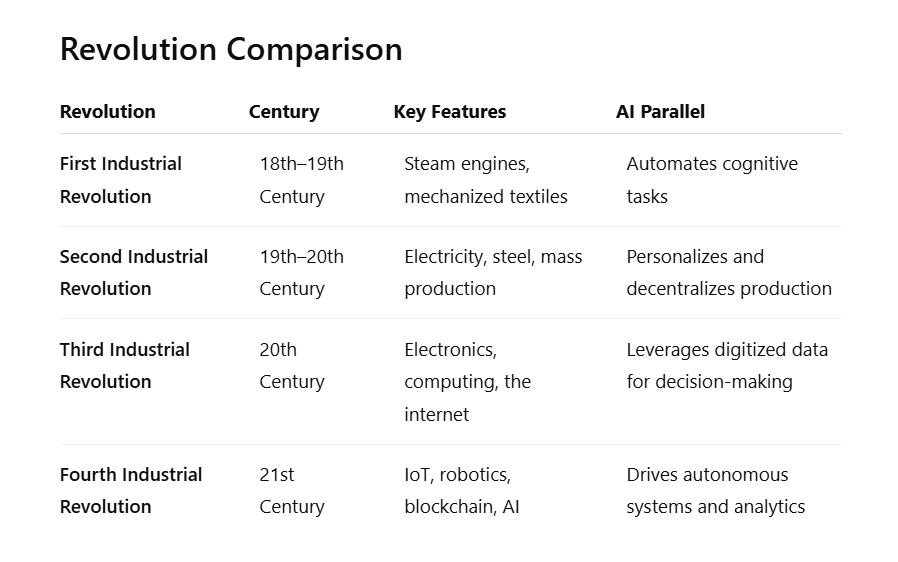 Revolution Comparison
Revolution Century Key Features AI Parallel
First Industrial 18th–19th Steam engines, Automates cognitive
Revolution Century mechanized textiles tasks
Second Industrial 19th–20th Electricity, steel, mass Personalizes and
Revolution Century production decentralizes production
Third Industrial 20th Electronics, Leverages digitized data
Revolution Century computing, the for decision-making
internet
Fourth Industrial 21st IoT, robotics, Drives autonomous
Revolution Century blockchain, AI systems and analytics